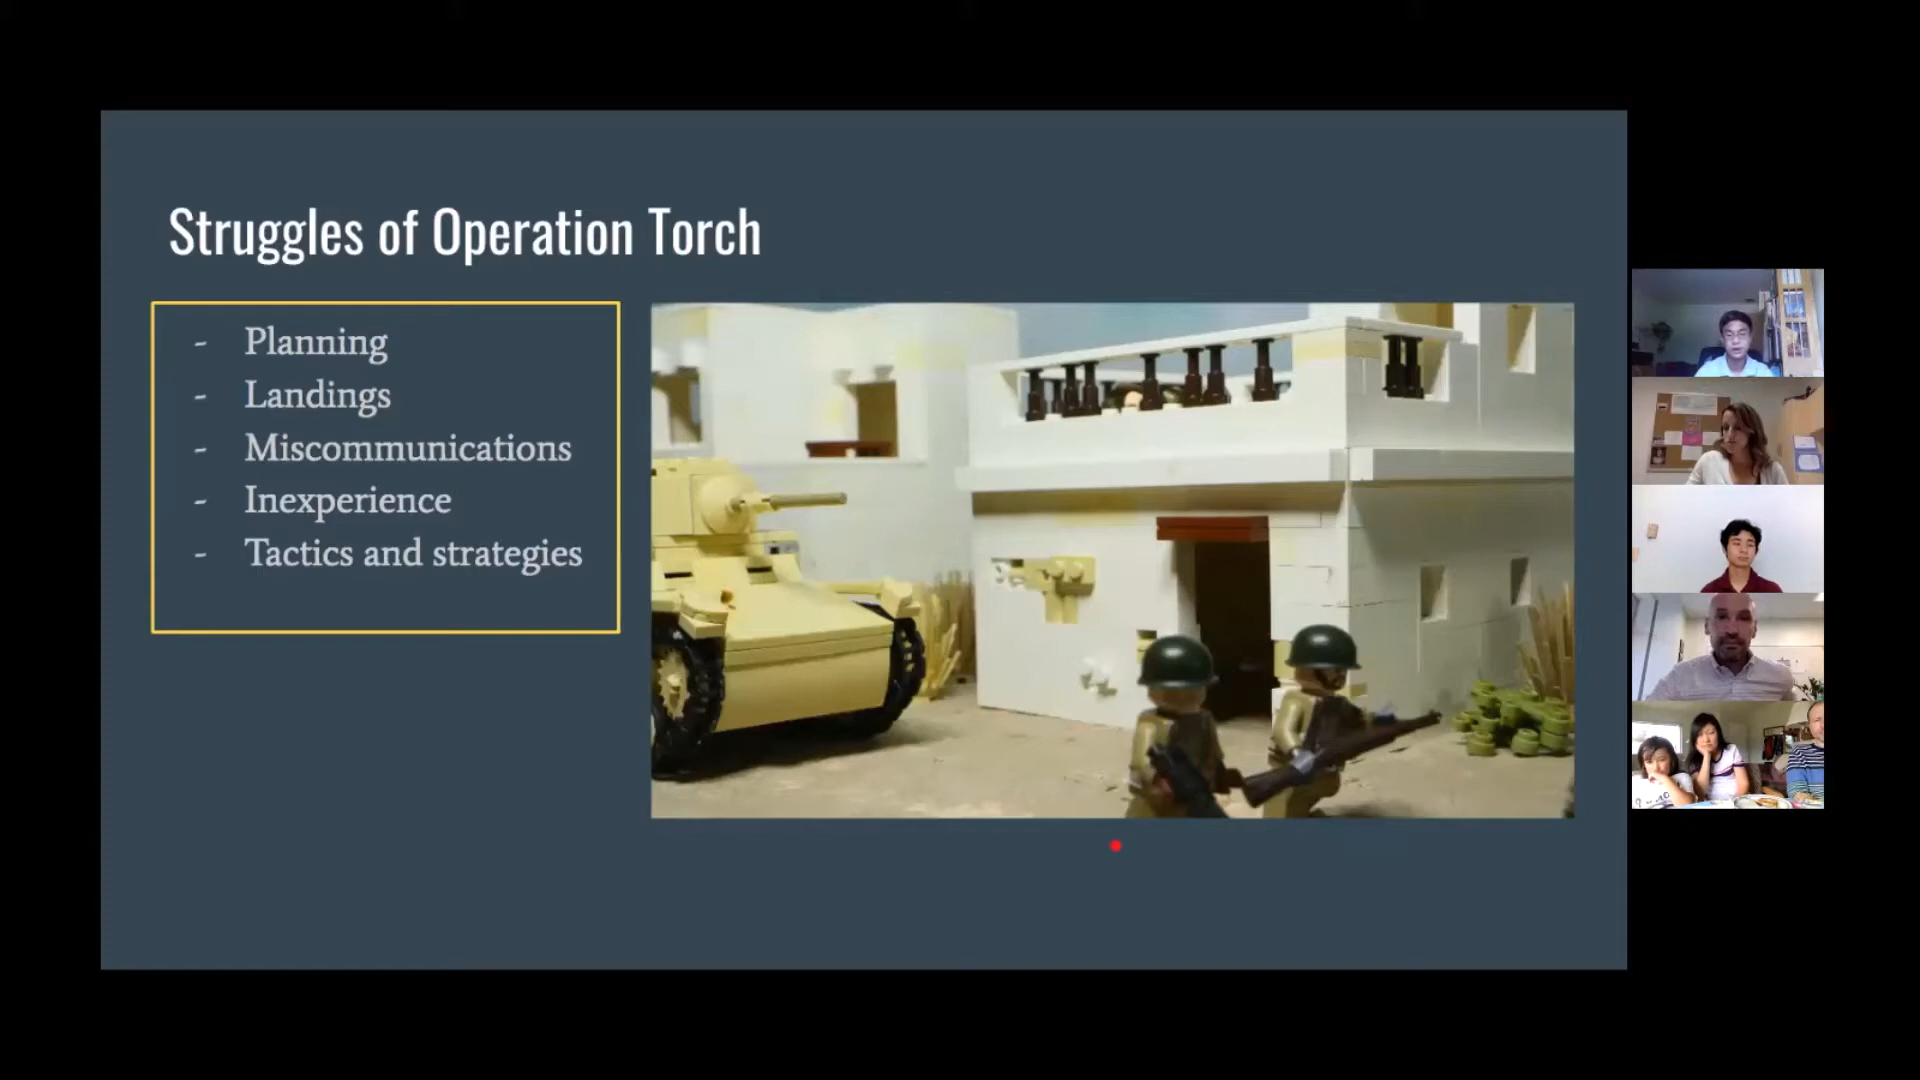 Struggles of Operation Torch
- Planning
- Landings
- Miscommunications
- Inexperience
- Tactics and strategies